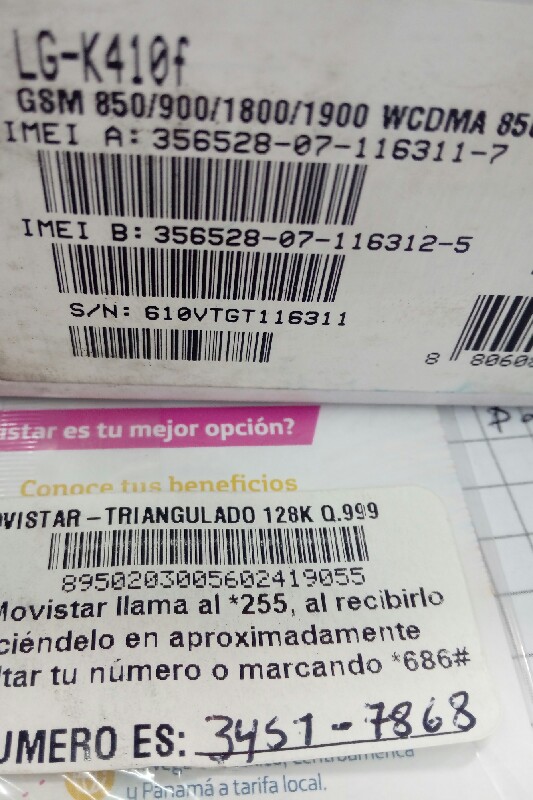 LG-K410f
GSM 850/900/1800/1900 WCDMA 850
IMEI A: 356528-07-116311-7
IMEI B: 356528-07-116312-5
S/N: 610VTGT116311
8 8060
istar es tu mejor opción?
Conoce tus beneficios
OVISTAR-TRIANGULADO 128K Q.999
8950203005602419055
Movistar llama al *255, al recibirlo
ciéndelo en aproximadamente
ltar tu número o marcando *686#
UMERO ES: 3451-7868
y Panamá a tarifa local.